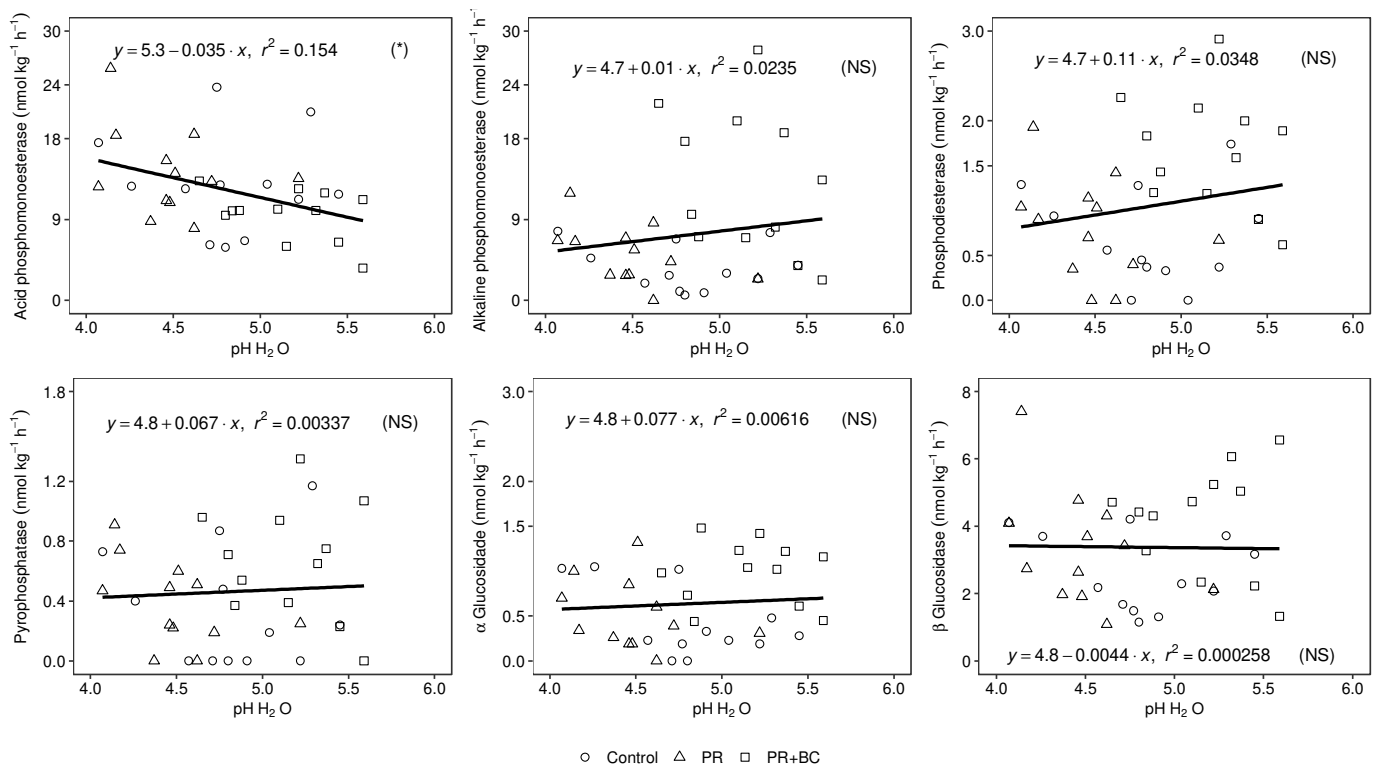 Acid phosphomonoesterase (nmol kg⁻¹ h⁻¹)
30
24
18
9
0
y = 5.3 − 0.035 · x, r² = 0.154 (*)
4.0 4.5 5.0 5.5 6.0
pH H₂O
Alkaline phosphomonoesterase (nmol kg⁻¹ h⁻¹
30
24
18
9
0
y = 4.7 + 0.01 · x, r² = 0.0235 (NS)
4.0 4.5 5.0 5.5 6.0
pH H₂O
Phosphodiesterase (nmol kg⁻¹ h⁻¹)
3.0
2.0
1.5
0.5
0.0
y = 4.7 + 0.11 · x, r² = 0.0348 (NS)
4.0 4.5 5.0 5.5 6.0
pH H₂O
Pyrophosphatase (nmol kg⁻¹ h⁻¹)
1.8
1.2
0.8
0.4
0.0
y = 4.8 + 0.067 · x, r² = 0.00337 (NS)
4.0 4.5 5.0 5.5 6.0
pH H₂O
α Glucosidade (nmol kg⁻¹ h⁻¹)
3.0
2.0
1.5
0.5
0.0
y = 4.8 + 0.077 · x, r² = 0.00616 (NS)
4.0 4.5 5.0 5.5 6.0
pH H₂O
β Glucosidase (nmol kg⁻¹ h⁻¹)
8
6
4
2
0
y = 4.8 − 0.0044 · x, r² = 0.000258 (NS)
4.0 4.5 5.0 5.5 6.0
pH H₂O
Control PR PR+BC